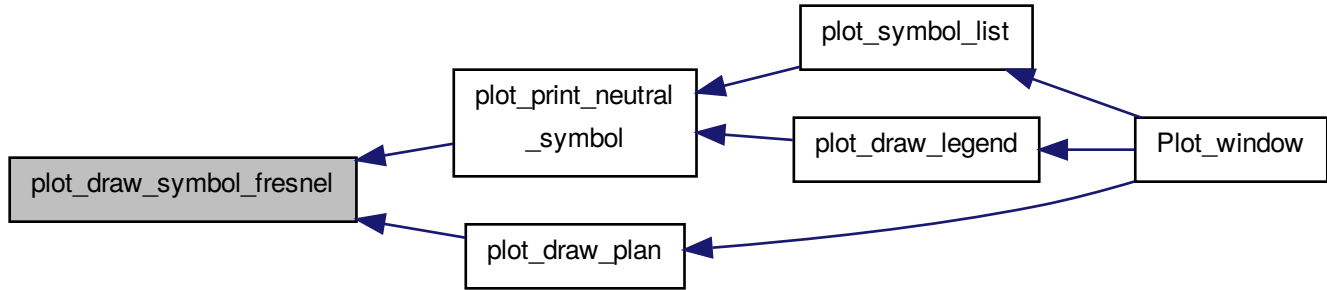 plot_symbol_list
plot_print_neutral
_symbol
plot_draw_legend
Plot_window
plot_draw_symbol_fresnel
plot_draw_plan